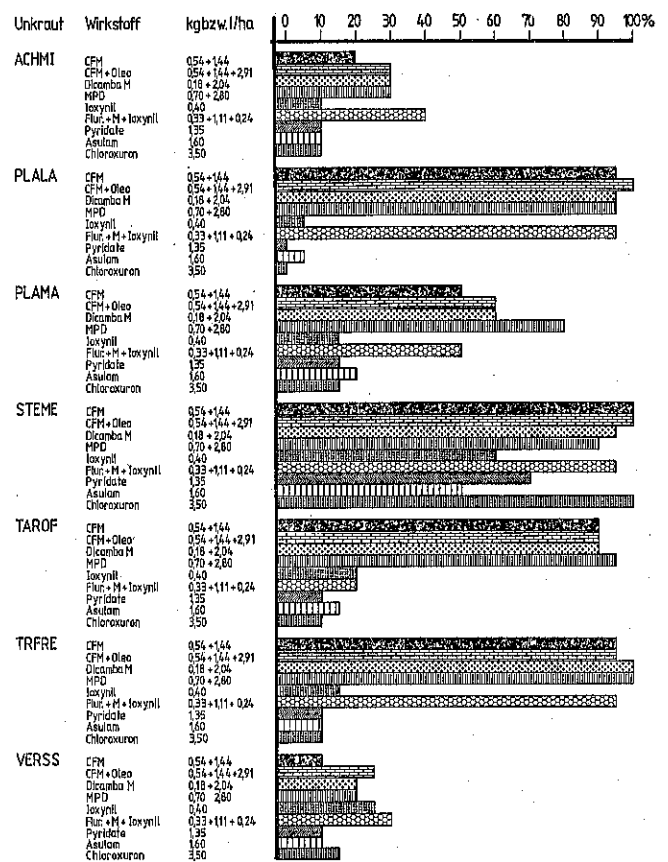 Unkraut Wirkstoff kg bzw. l/ha 0 10 20 30 40 50 60 70 80 90 100%
ACHMI CFM 0,54+1,44
CFM+Oleo 0,54+1,44+2,91
Dicamba M 0,18+2,04
MPD 0,70+2,80
Ioxynil 0,40
Flur.+M+Ioxynil 0,33+1,11+0,24
Pyridate 1,35
Asulam 1,60
Chloroxuron 3,50
PLALA CFM 0,54+1,44
CFM+Oleo 0,54+1,44+2,91
Dicamba M 0,18+2,04
MPD 0,70+2,80
Ioxynil 0,40
Flur.+M+Ioxynil 0,33+1,11+0,24
Pyridate 1,35
Asulam 1,60
Chloroxuron 3,50
PLAMA CFM 0,54+1,44
CFM+Oleo 0,54+1,44+2,91
Dicamba M 0,18+2,04
MPD 0,70+2,80
Ioxynil 0,40
Flur.+M+Ioxynil 0,33+1,11+0,24
Pyridate 1,35
Asulam 1,60
Chloroxuron 3,50
STEME CFM 0,54+1,44
CFM+Oleo 0,54+1,44+2,91
Dicamba M 0,18+2,04
MPD 0,70+2,80
Ioxynil 0,40
Flur.+M+Ioxynil 0,33+1,11+0,24
Pyridate 1,35
Asulam 1,60
Chloroxuron 3,50
TAROF CFM 0,54+1,44
CFM+Oleo 0,54+1,44+2,91
Dicamba M 0,18+2,04
MPD 0,70+2,80
Ioxynil 0,40
Flur.+M+Ioxynil 0,33+1,11+0,24
Pyridate 1,35
Asulam 1,60
Chloroxuron 3,50
TRFRE CFM 0,54+1,44
CFM+Oleo 0,54+1,44+2,91
Dicamba M 0,18+2,04
MPD 0,70+2,80
Ioxynil 0,40
Flur.+M+Ioxynil 0,33+1,11+0,24
Pyridate 1,35
Asulam 1,60
Chloroxuron 3,50
VERSS CFM 0,54+1,44
CFM+Oleo 0,54+1,44+2,91
Dicamba M 0,18+2,04
MPD 0,70 2,80
Ioxynil 0,40
Flur.+M+Ioxynil 0,33+1,11+0,24
Pyridate 1,35
Asulam 1,60
Chloroxuron 3,50